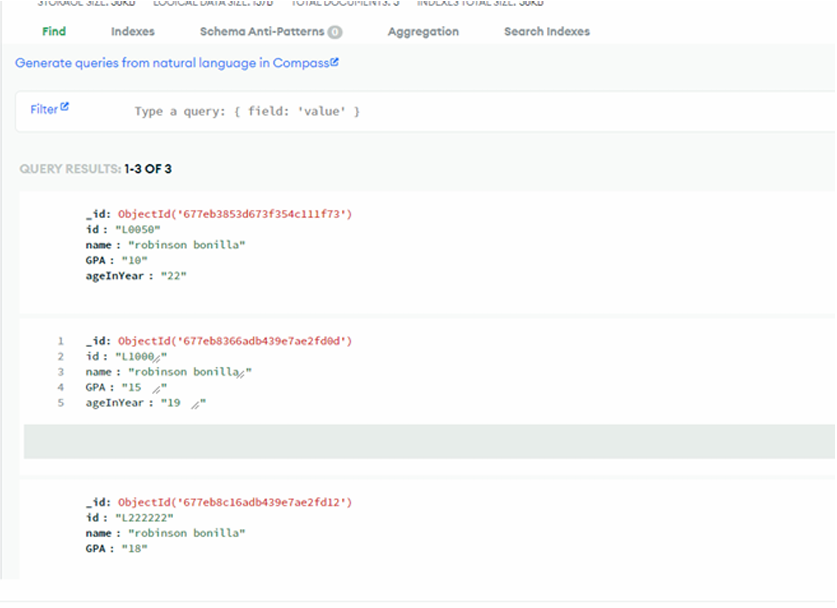 STORAGE SIZE: 36KB LOGICAL DATA SIZE: 157B TOTAL DOCUMENTS: 3 INDEXES TOTAL SIZE: 36KB
Find Indexes Schema Anti-Patterns 0 Aggregation Search Indexes
Generate queries from natural language in Compass
Filter Type a query: { field: 'value' }
QUERY RESULTS: 1-3 OF 3
_id: ObjectId('677eb3853d673f354c111f73')
id : "L0050"
name : "robinson bonilla"
GPA : "10"
ageInYear : "22"
1 _id: ObjectId('677eb8366adb439e7ae2fd0d')
2 id : "L1000"
3 name : "robinson bonilla"
4 GPA : "15 "
5 ageInYear : "19 "
_id: ObjectId('677eb8c16adb439e7ae2fd12')
id : "L222222"
name : "robinson bonilla"
GPA : "18"